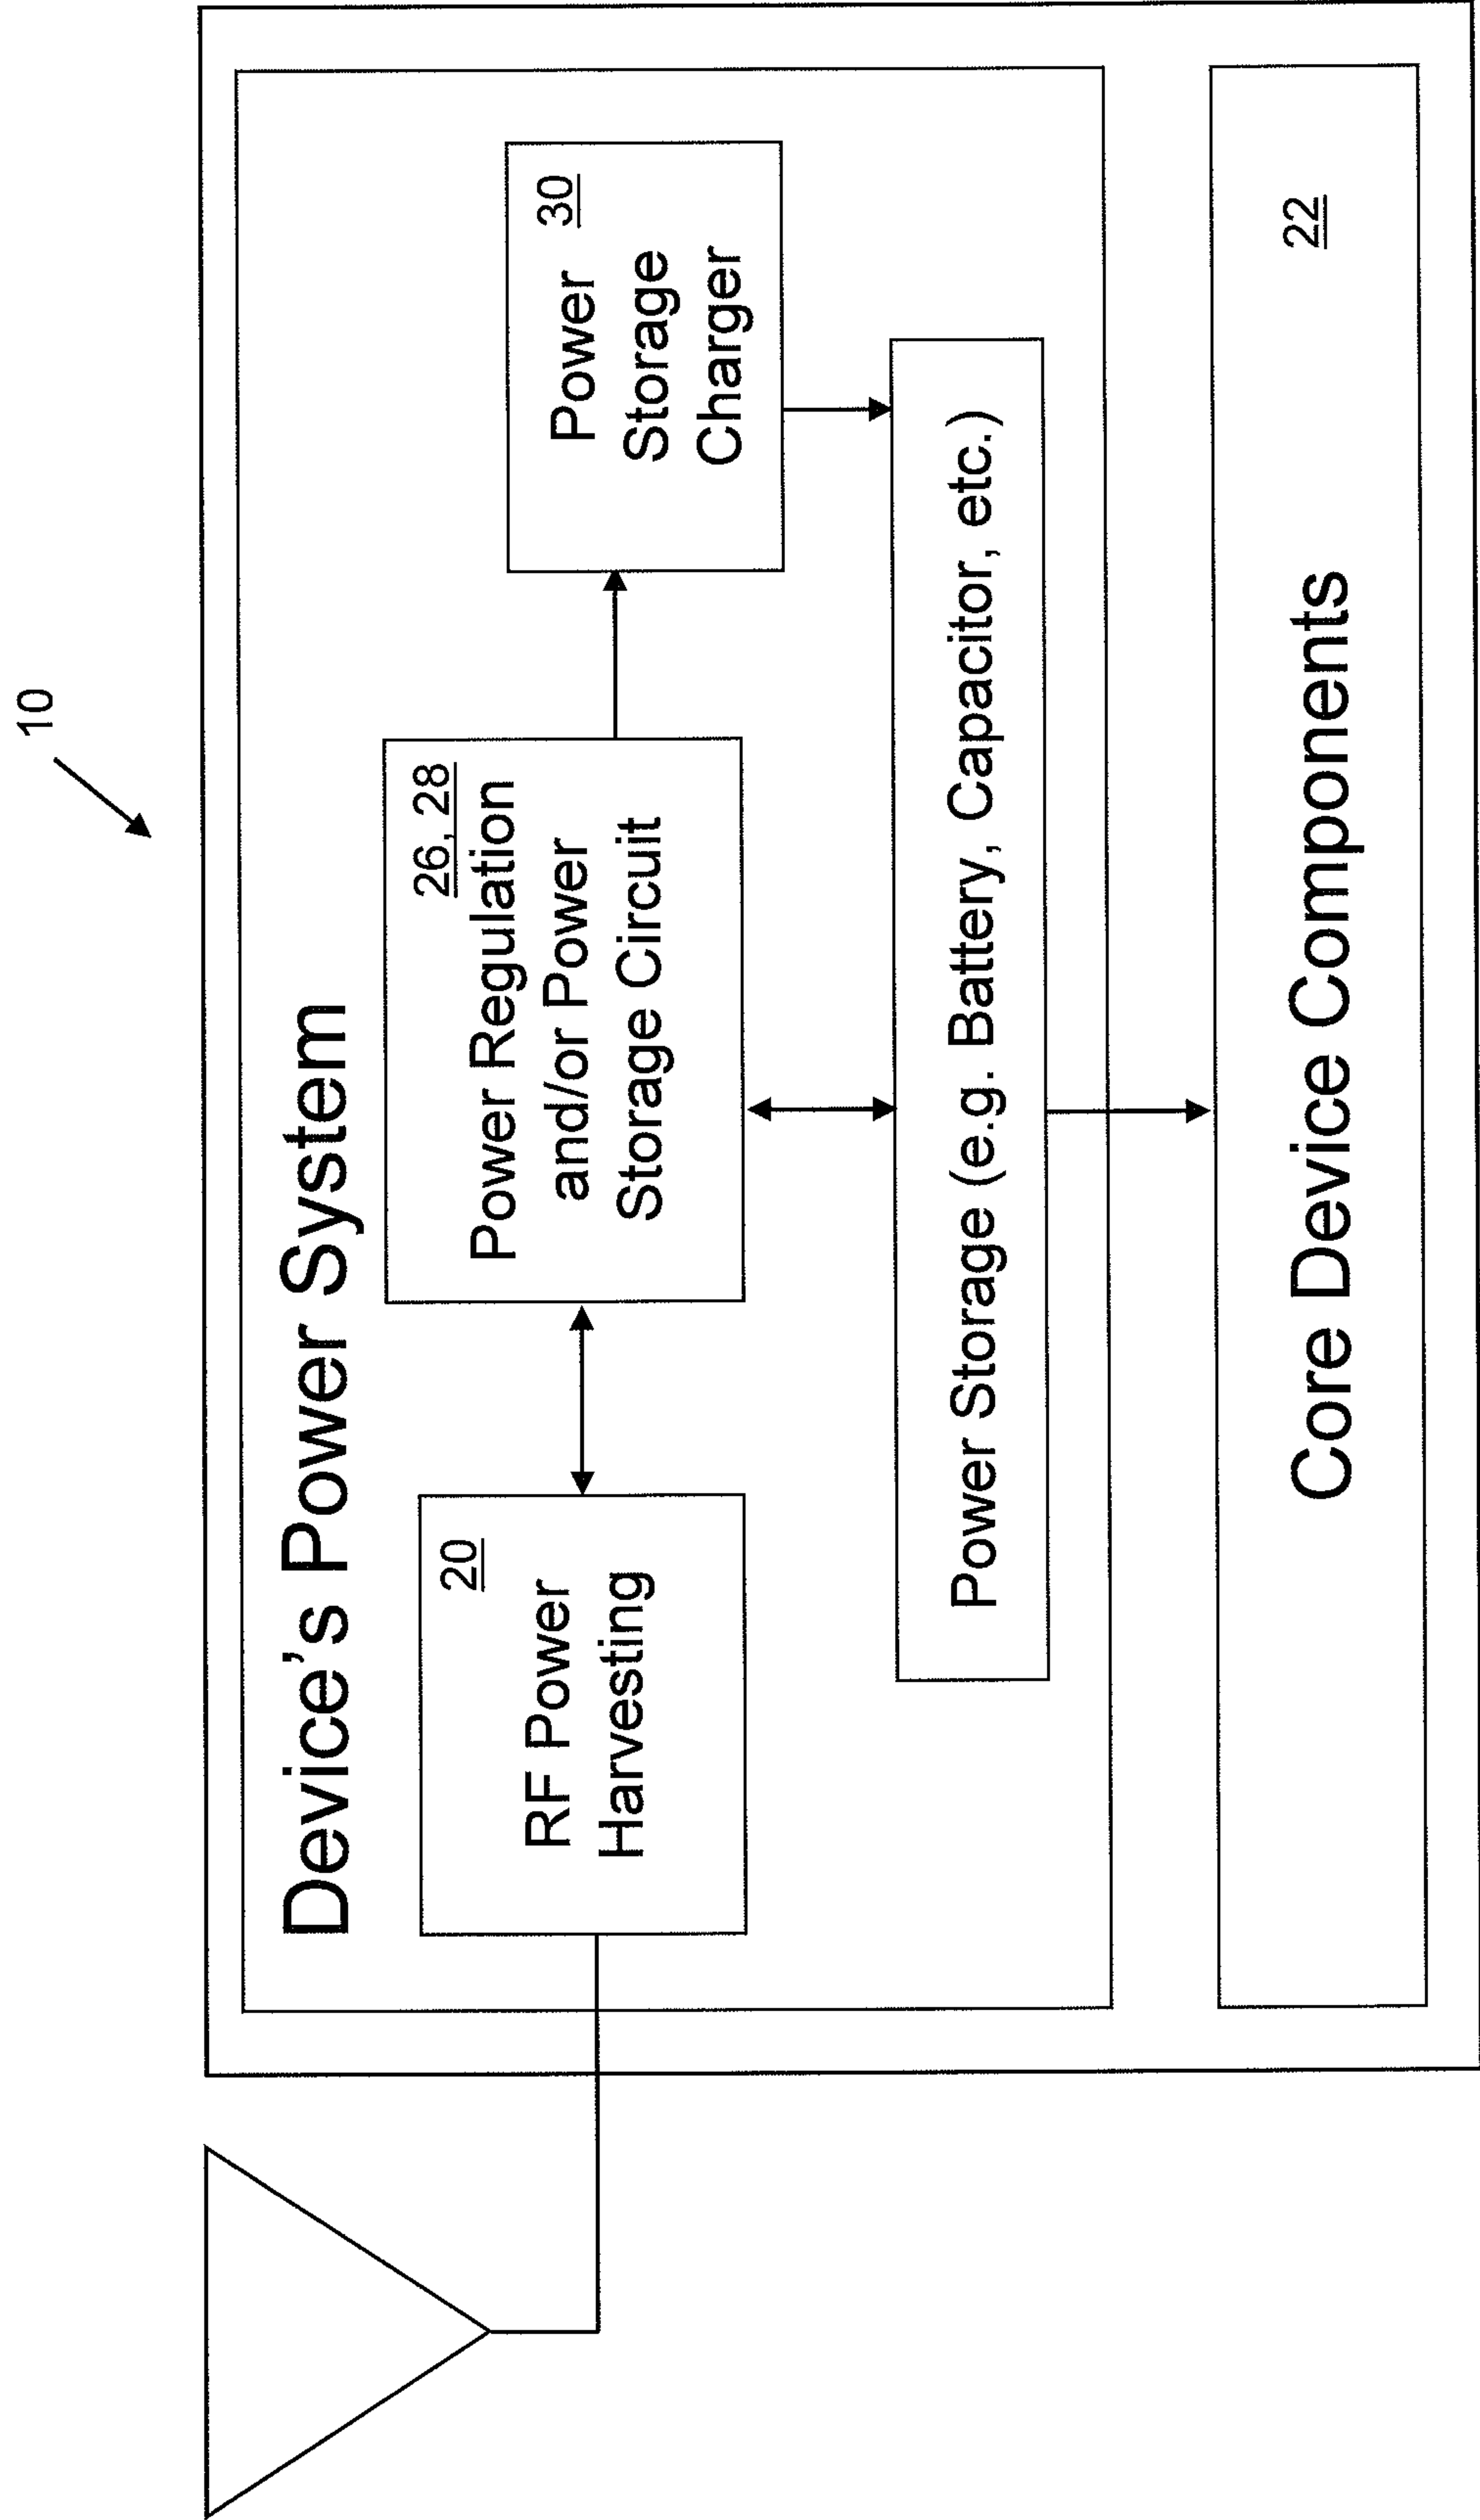 10
Device's Power System
20
RF Power
Harvesting
26, 28
Power Regulation
and/or Power
Storage Circuit
30
Power
Storage
Charger
Power Storage (e.g. Battery, Capacitor, etc.)
22
Core Device Components